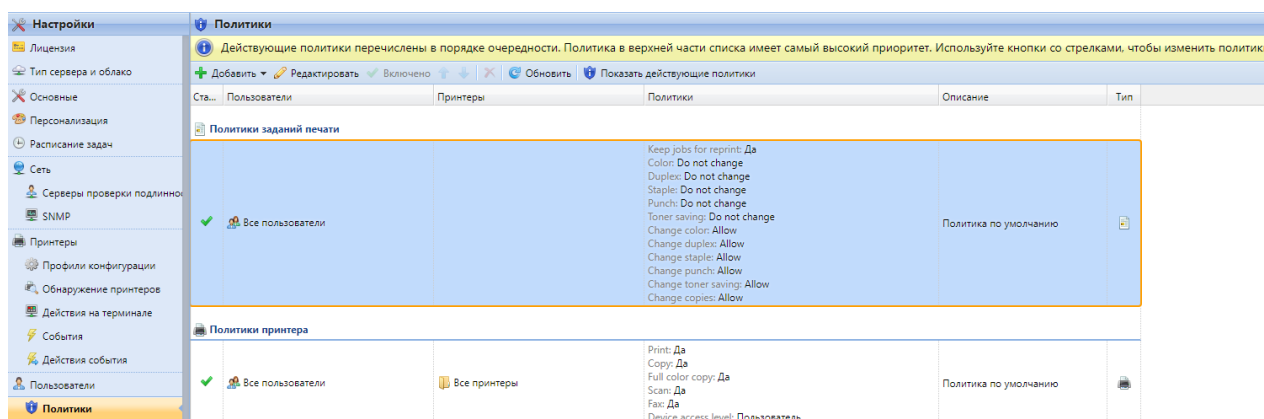 Настройки
Политики
Лицензия
Действующие политики перечислены в порядке очередности. Политика в верхней части списка имеет самый высокий приоритет. Используйте кнопки со стрелками, чтобы изменить политик
Тип сервера и облако
Добавить Редактировать Включено Обновить Показать действующие политики
Основные
Ста... Пользователи Принтеры Политики Описание Тип
Персонализация
Политики заданий печати
Расписание задач
Keep jobs for reprint: Да
Color: Do not change
Сеть
Duplex: Do not change
Серверы проверки подлинно
Staple: Do not change
Punch: Do not change
SNMP
Toner saving: Do not change
Все пользователи
Политика по умолчанию
Change color: Allow
Принтеры
Change duplex: Allow
Change staple: Allow
Профили конфигурации
Change punch: Allow
Change toner saving: Allow
Обнаружение принтеров
Change copies: Allow
Действия на терминале
Политики принтера
События
Print: Да
Действия события
Copy: Да
Full color copy: Да
Пользователи
Все пользователи Все принтеры
Политика по умолчанию
Scan: Да
Fax: Да
Политики
Device access level: Пользователь